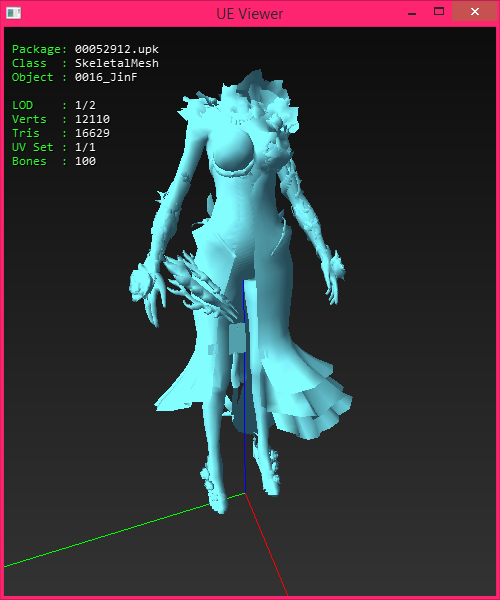 UE Viewer
Package: 00052912.upk
Class  : SkeletalMesh
Object : 0016_JinF
LOD    : 1/2
Verts  : 12110
Tris   : 16629
UV Set : 1/1
Bones  : 100